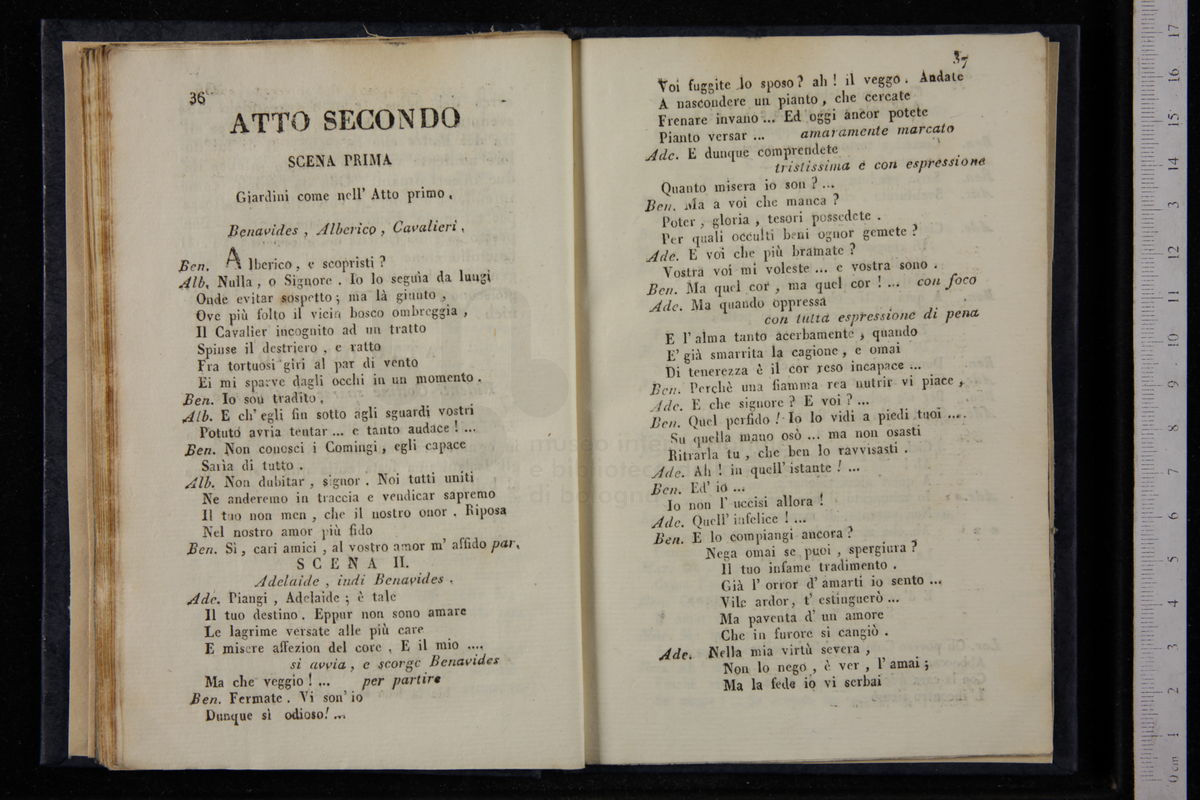 36
ATTO SECONDO
SCENA PRIMA
Giardini come nell' Atto primo.
Benavides , Alberico , Cavalieri ,
Ben. Alberico , e scopristi ?
Alb. Nulla , o Signore . Io lo seguìa da lungi
Onde evitar sospetto ; ma là giunto ,
Ove più folto il vicin bosco ombreggia ,
Il Cavalier incognito ad un tratto
Spinse il destriero , e ratto
Fra tortuosi giri al par di vento
Ei mi sparve dagli occhi in un momento .
Ben. Io son tradito .
Alb. E ch' egli fin sotto agli sguardi vostri
Potuto avria tentar ... e tanto audace ! ...
Ben. Non conosci i Comingi , egli capace
Sarìa di tutto .
Alb. Non dubitar , signor . Noi tutti uniti
Ne anderemo in traccia e vendicar sapremo
Il tuo non men , che il nostro onor . Riposa
Nel nostro amor più fido
Ben. Sì , cari amici , al vostro amor m' affido par.
SCENA II.
Adelaide , indi Benavides .
Ade. Piangi , Adelaide ; è tale
Il tuo destino . Eppur non sono amare
Le lagrime versate alle più care
E misere affezion del core . E il mio ....
si avvia , e scorge Benavides
Ma che veggio ! ... per partire
Ben. Fermate . Vi son' io
Dunque sì odioso! ...
37
Voi fuggite lo sposo ? ah ! il veggo . Andate
A nascondere un pianto , che cercate
Frenare invano ... Ed oggi ancor potete
Pianto versar ... amaramente marcato
Ade. E dunque comprendete
tristissima e con espressione
Quanto misera io son ? ...
Ben. Ma a voi che manca ?
Poter , gloria , tesori possedete .
Per quali occulti beni ognor gemete ?
Ade. E voi che più bramate ?
Vostra voi mi voleste ... e vostra sono .
Ben. Ma quel cor , ma quel cor ! ... con foco
Ade. Ma quando oppressa
con tutta espressione di pena
E l' alma tanto acerbamente , quando
E' già smarrita la cagione , e omai
Di tenerezza è il cor reso incapace ...
Ben. Perchè una fiamma rea nutrir vi piace ,
Ade. E che signore ? E voi ? ...
Ben. Quel perfido ! Io lo vidi a piedi tuoi ....
Su quella mano osò ... ma non osasti
Ritrarla tu , che ben lo ravvisasti .
Ade. Ah ! in quell' istante ! ...
Ben. Ed' io ...
Io non l' uccisi allora !
Ade. Quell' infelice ! ...
Ben. E lo compiangi ancora ?
Nega omai se puoi , spergiura ?
Il tuo infame tradimento .
Già l' orror d' amarti io sento ...
Vile ardor, t' estinguerò ...
Ma paventa d' un amore
Che in furore si cangiò .
Ade. Nella mia virtù severa ,
Non lo nego , è ver , l' amai ;
Ma la fede io vi serbai